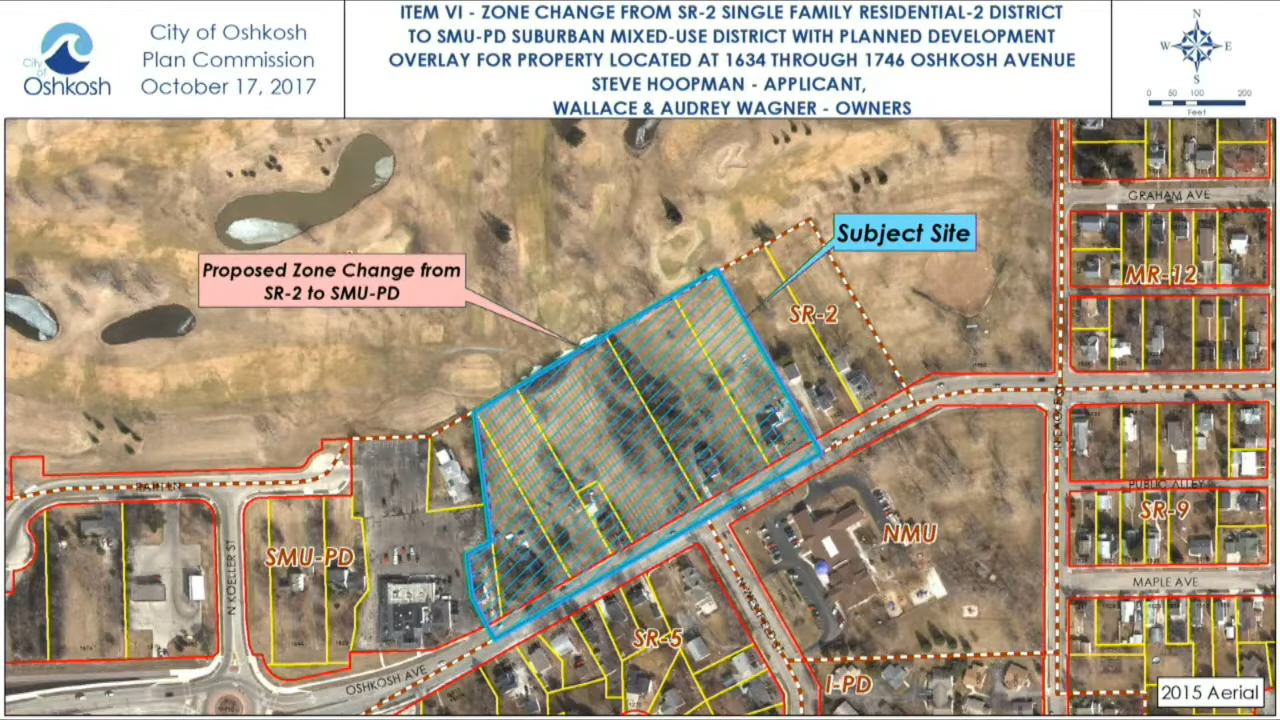 City of Oshkosh
City of Oshkosh
Plan Commission
October 17, 2017
ITEM VI - ZONE CHANGE FROM SR-2 SINGLE FAMILY RESIDENTIAL-2 DISTRICT
TO SMU-PD SUBURBAN MIXED-USE DISTRICT WITH PLANNED DEVELOPMENT
OVERLAY FOR PROPERTY LOCATED AT 1634 THROUGH 1746 OSHKOSH AVENUE
STEVE HOOPMAN - APPLICANT,
WALLACE & AUDREY WAGNER - OWNERS
N
W E
S
0 50 100 200
Feet
GRAHAM AVE
Subject Site
Proposed Zone Change from
SR-2 to SMU-PD
MR-12
SR-2
PUBLIC ALLEY
SR-9
NMU
SMU-PD
N KOELLER ST
MAPLE AVE
SR-5
I-PD
OSHKOSH AVE
2015 Aerial